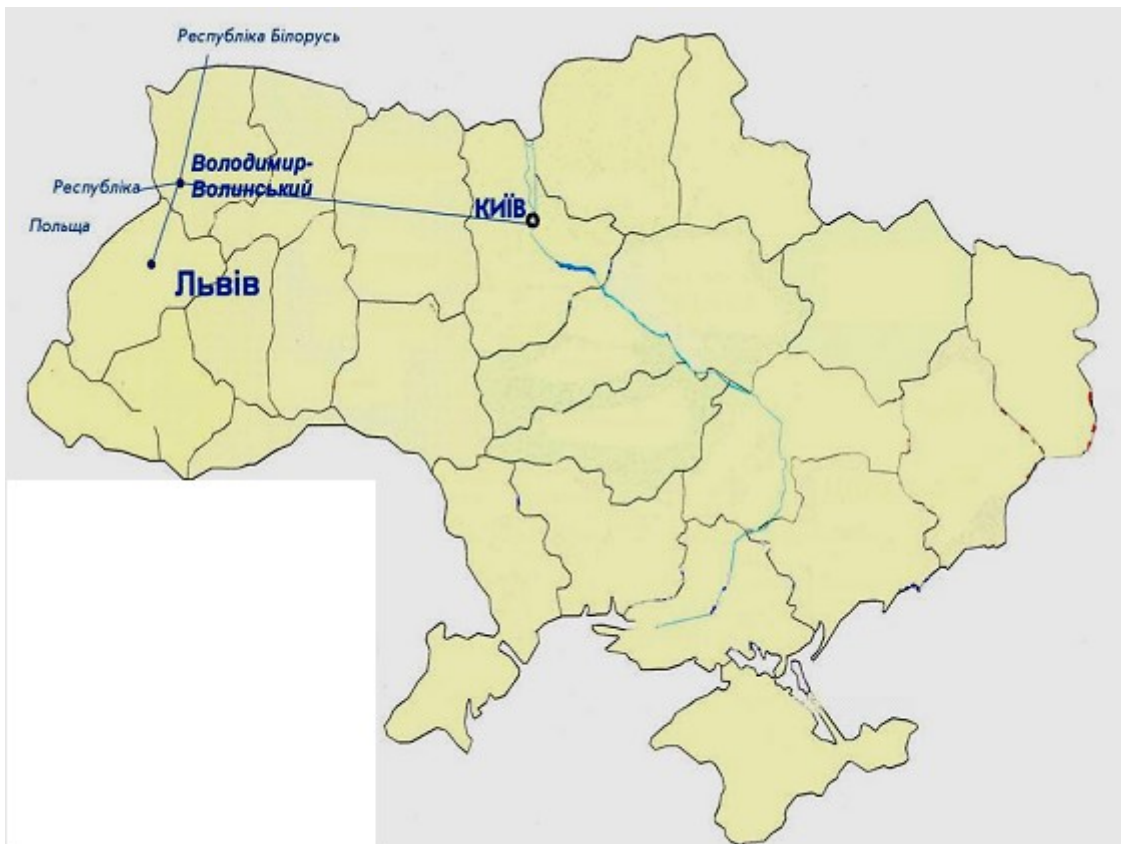 Республіка Білорусь
Володимир-
Республіка
Волинський
КИЇВ
Польща
Львів